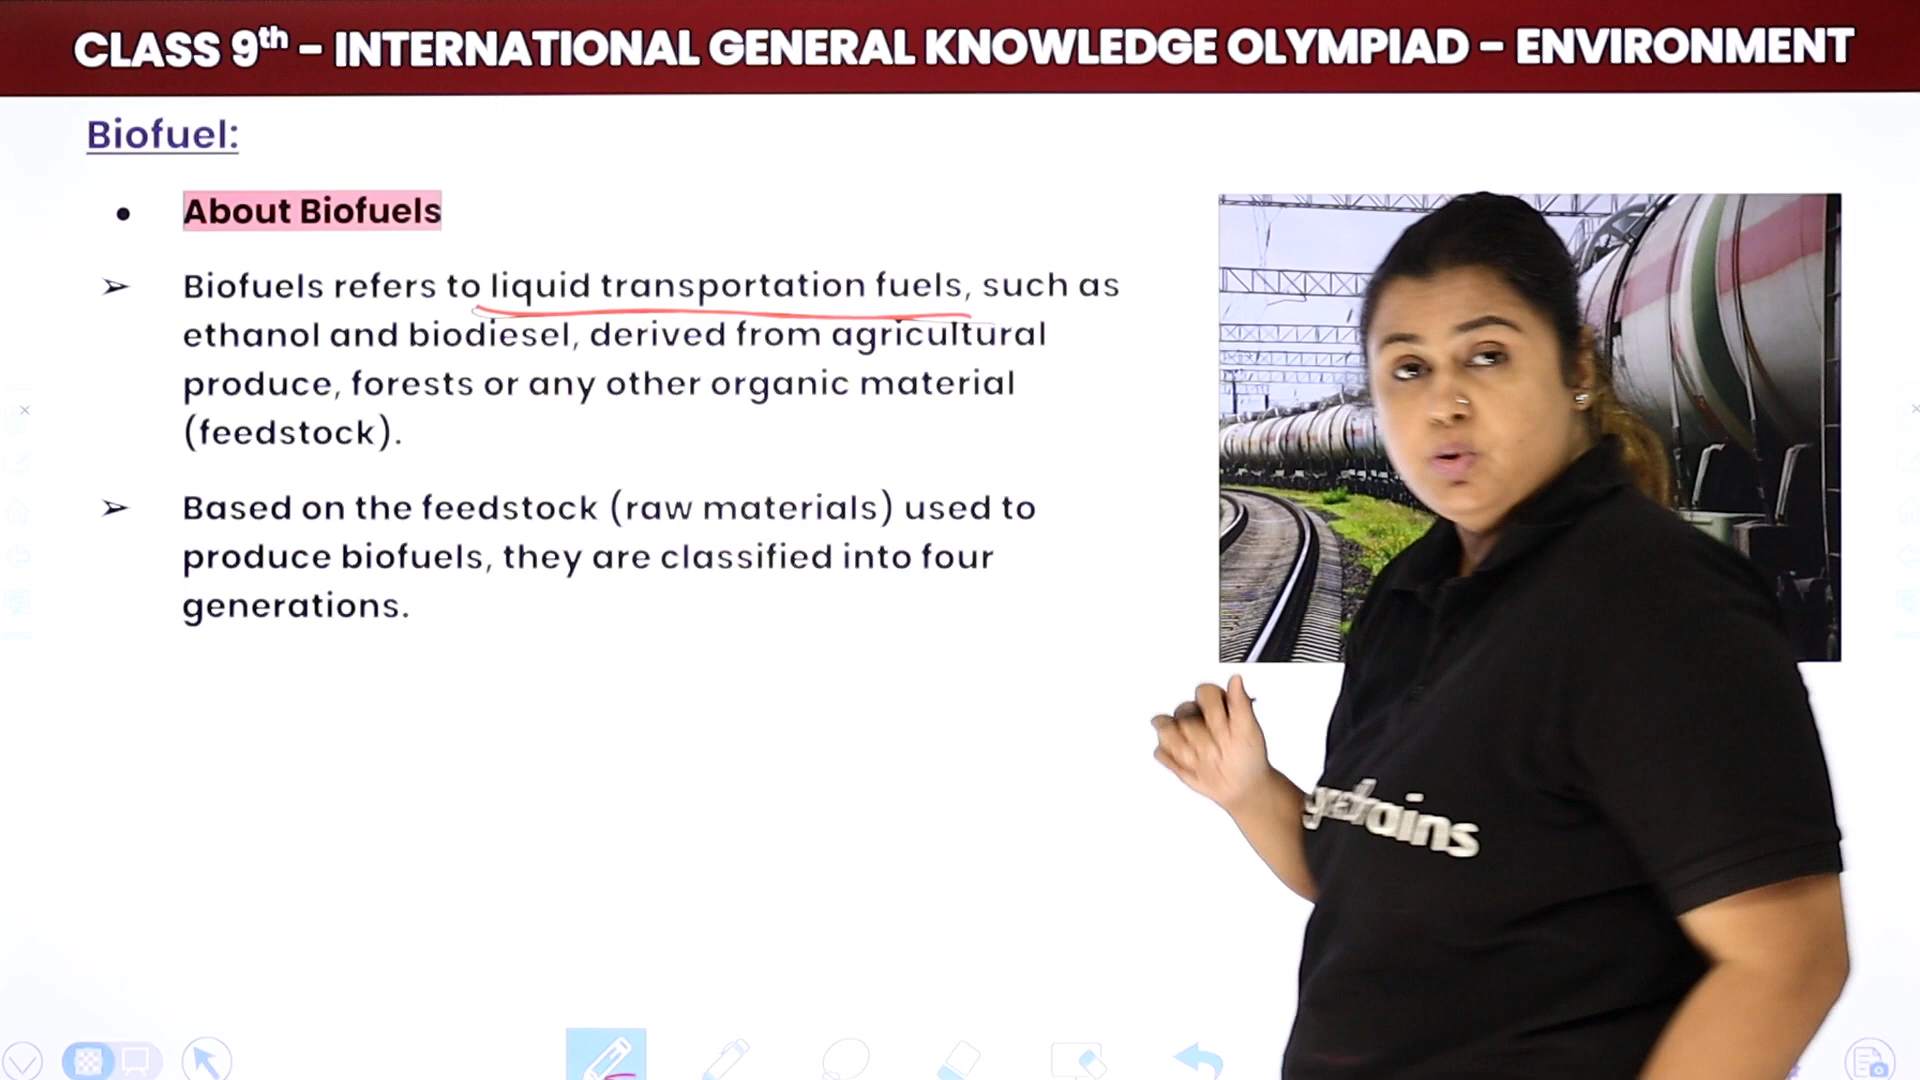 CLASS 9th – INTERNATIONAL GENERAL KNOWLEDGE OLYMPIAD – ENVIRONMENT
Biofuel:
• About Biofuels
➢ Biofuels refers to liquid transportation fuels, such as
ethanol and biodiesel, derived from agricultural
produce, forests or any other organic material
(feedstock).
➢ Based on the feedstock (raw materials) used to
produce biofuels, they are classified into four
generations.